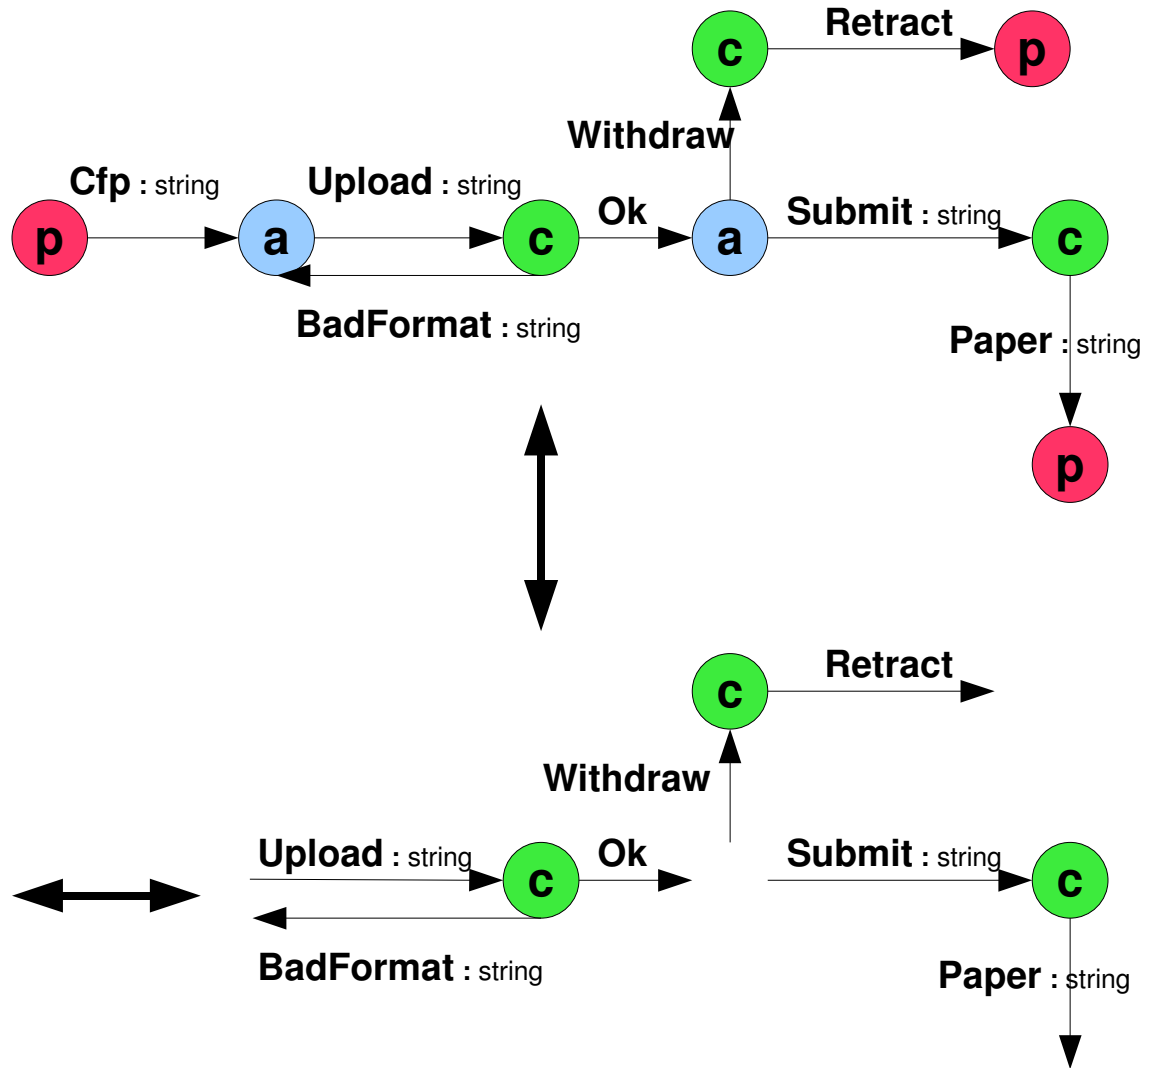 Retract
c
p
Withdraw
Cfp : string
Upload : string
Ok
Submit : string
p
a
c
a
c
BadFormat : string
Paper : string
p
Retract
c
Withdraw
Upload : string
Ok
Submit : string
c
c
BadFormat : string
Paper : string